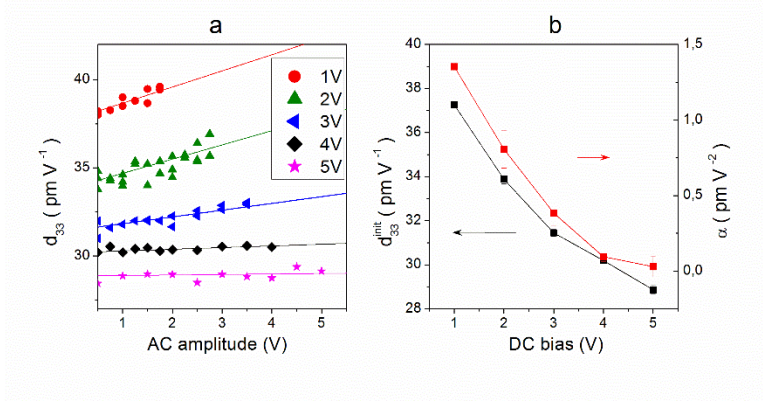 a
b
d33 ( pm V -1)
40
35
30
1
2
3
4
5
AC amplitude (V)
1V
2V
3V
4V
5V
d33init ( pm V -1)
40
38
36
34
32
30
28
1
2
3
4
5
DC bias (V)
1,5
1,0
0,5
0,0
α ( pm V -2)